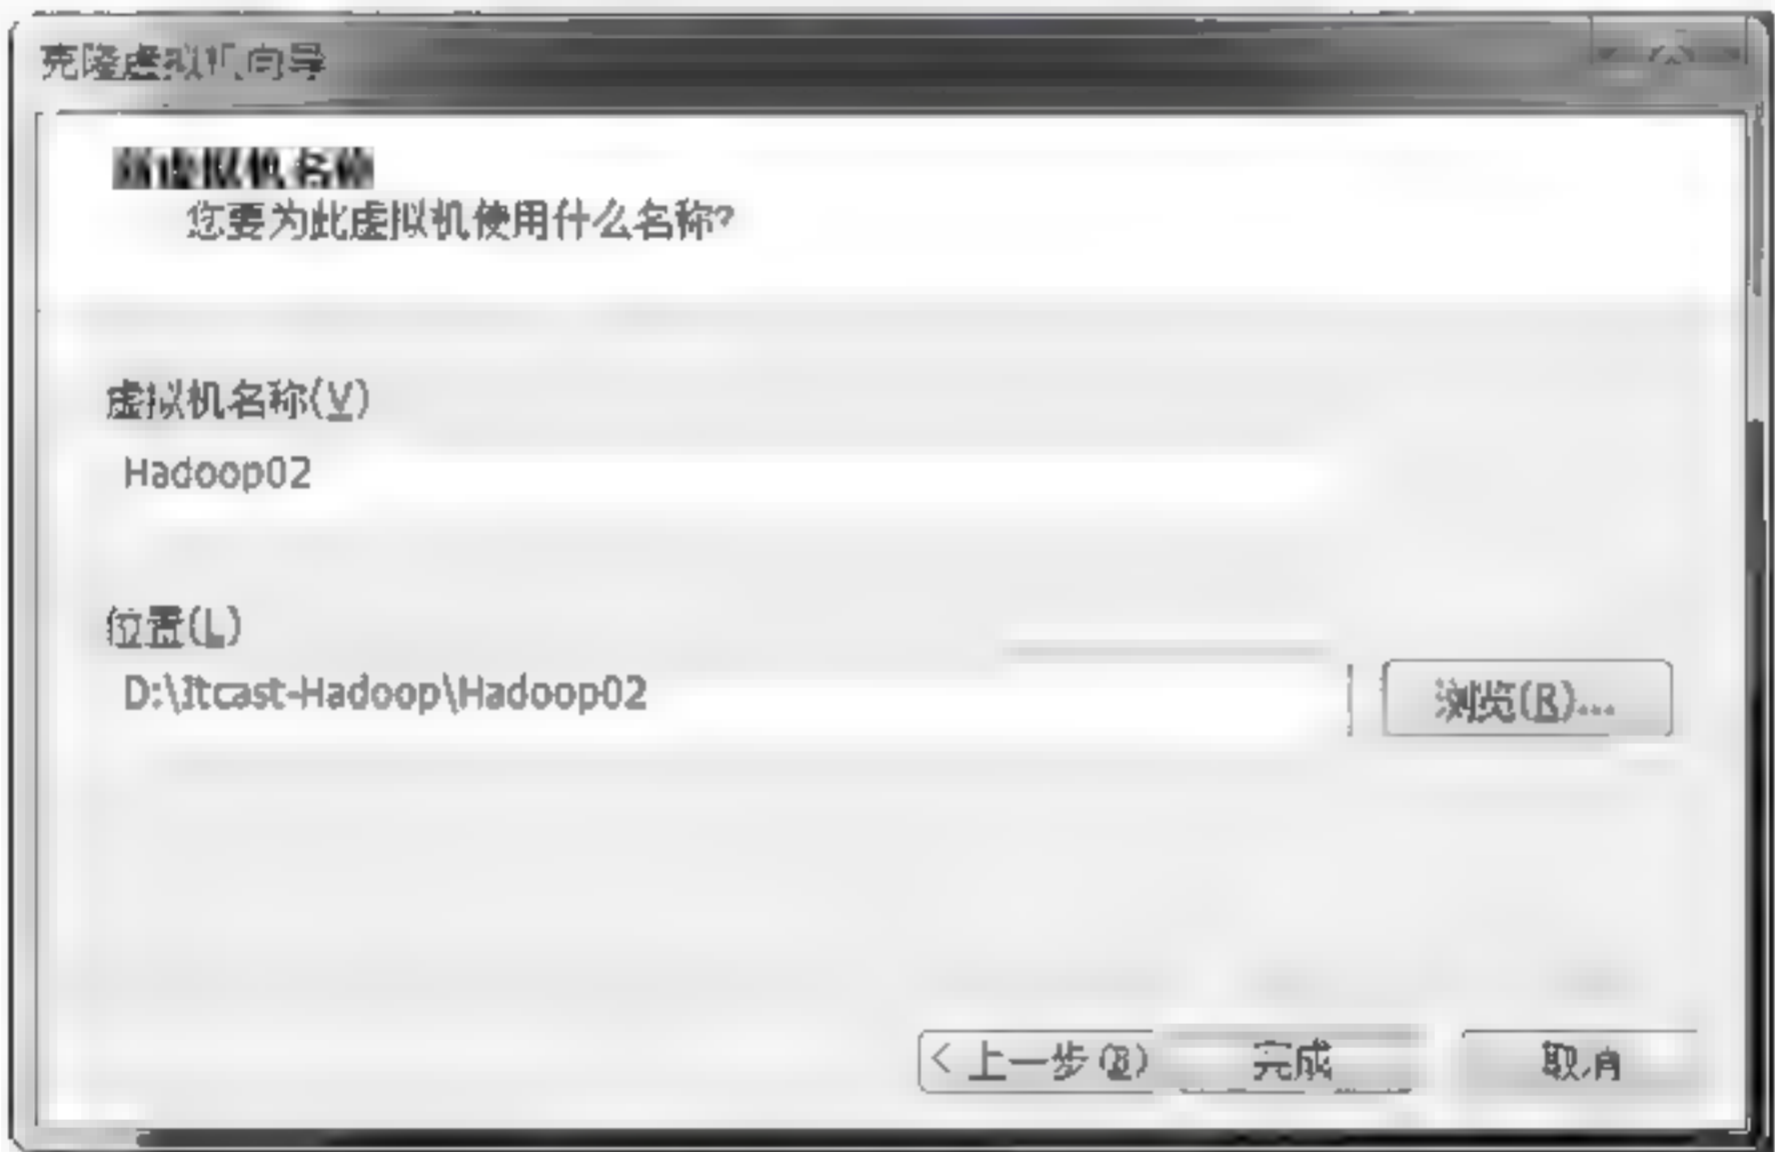 克隆虚拟机向导
新虚拟机名称
您要为此虚拟机使用什么名称?
虚拟机名称(V)
Hadoop02
位置(L)
D:\Itcast-Hadoop\Hadoop02
浏览(R)...
< 上一步(B)
完成
取消